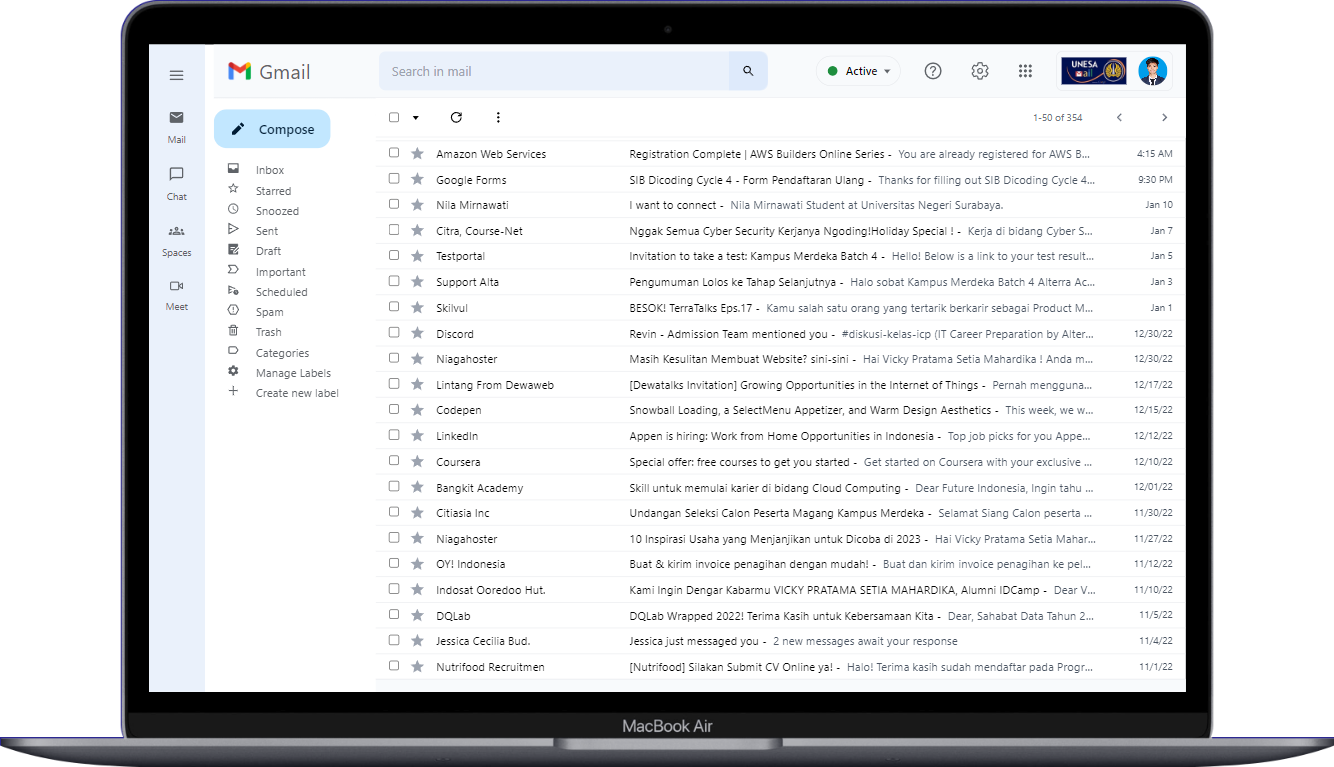 Gmail
Search in mail
Active
UNESA
mail
Mail
Chat
Spaces
Meet
Compose
Inbox
Starred
Snoozed
Sent
Draft
Important
Scheduled
Spam
Trash
Categories
Manage Labels
Create new label
1-50 of 354
Amazon Web Services Registration Complete | AWS Builders Online Series - You are already registered for AWS B... 4:15 AM
Google Forms SIB Dicoding Cycle 4 - Form Pendaftaran Ulang - Thanks for filling out SIB Dicoding Cycle 4... 9:30 PM
Nila Mirnawati I want to connect - Nila Mirnawati Student at Universitas Negeri Surabaya. Jan 10
Citra, Course-Net Nggak Semua Cyber Security Kerjanya Ngoding!Holiday Special ! - Kerja di bidang Cyber S... Jan 7
Testportal Invitation to take a test: Kampus Merdeka Batch 4 - Hello! Below is a link to your test result... Jan 5
Support Alta Pengumuman Lolos ke Tahap Selanjutnya - Halo sobat Kampus Merdeka Batch 4 Alterra Ac... Jan 3
Skilvul BESOK! TerraTalks Eps.17 - Kamu salah satu orang yang tertarik berkarir sebagai Product M... Jan 1
Discord Revin - Admission Team mentioned you - #diskusi-kelas-icp (IT Career Preparation by Alter... 12/30/22
Niagahoster Masih Kesulitan Membuat Website? sini-sini - Hai Vicky Pratama Setia Mahardika ! Anda m... 12/30/22
Lintang From Dewaweb [Dewatalks Invitation] Growing Opportunities in the Internet of Things - Pernah mengguna... 12/17/22
Codepen Snowball Loading, a SelectMenu Appetizer, and Warm Design Aesthetics - This week, we w... 12/15/22
LinkedIn Appen is hiring: Work from Home Opportunities in Indonesia - Top job picks for you Appe... 12/12/22
Coursera Special offer: free courses to get you started - Get started on Coursera with your exclusive ... 12/10/22
Bangkit Academy Skill untuk memulai karier di bidang Cloud Computing - Dear Future Indonesia, Ingin tahu ... 12/01/22
Citiasia Inc Undangan Seleksi Calon Peserta Magang Kampus Merdeka - Selamat Siang Calon peserta ... 11/30/22
Niagahoster 10 Inspirasi Usaha yang Menjanjikan untuk Dicoba di 2023 - Hai Vicky Pratama Setia Mahar... 11/27/22
OY! Indonesia Buat & kirim invoice penagihan dengan mudah! - Buat dan kirim invoice penagihan ke pel... 11/12/22
Indosat Ooredoo Hut. Kami Ingin Dengar Kabarmu VICKY PRATAMA SETIA MAHARDIKA, Alumni IDCamp - Dear V... 11/10/22
DQLab DQLab Wrapped 2022! Terima Kasih untuk Kebersamaan Kita - Dear, Sahabat Data Tahun 2... 11/5/22
Jessica Cecilia Bud. Jessica just messaged you - 2 new messages await your response 11/4/22
Nutrifood Recruitmen [Nutrifood] Silakan Submit CV Online ya! - Halo! Terima kasih sudah mendaftar pada Progr... 11/1/22
MacBook Air